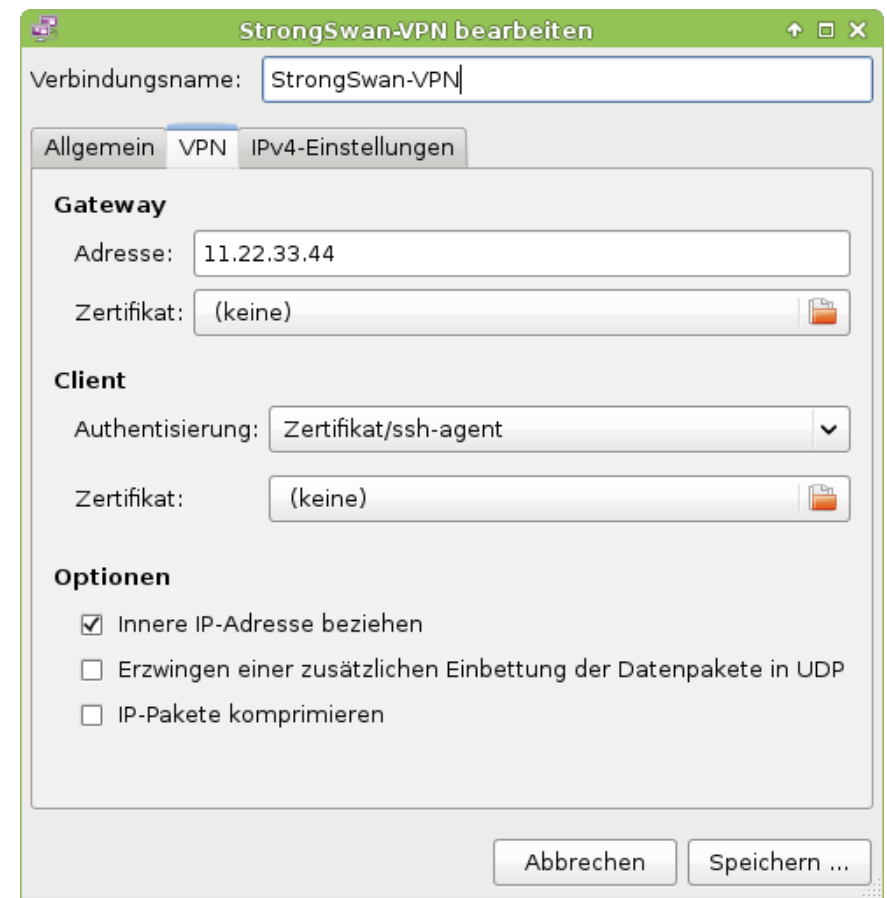 StrongSwan-VPN bearbeiten
Verbindungsname: StrongSwan-VPN
Allgemein VPN IPv4-Einstellungen
Gateway
Adresse: 11.22.33.44
Zertifikat: (keine)
Client
Authentisierung: Zertifikat/ssh-agent
Zertifikat: (keine)
Optionen
Innere IP-Adresse beziehen
Erzwingen einer zusätzlichen Einbettung der Datenpakete in UDP
IP-Pakete komprimieren
Abbrechen Speichern ...